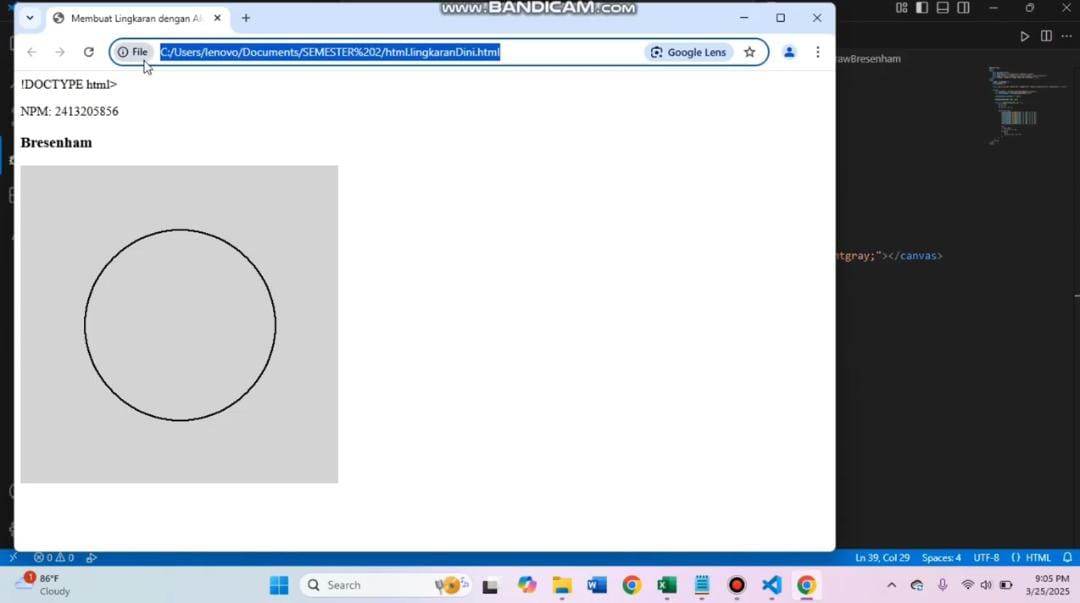 www.BANDICAM.com
Membuat Lingkaran dengan Al
File C:/Users/lenovo/Documents/SEMESTER%202/html.lingkaranDini.html Google Lens
awBresenham
!DOCTYPE html>
NPM: 2413205856
Bresenham
tgray;"></canvas>
0 0 Ln 39, Col 29 Spaces: 4 UTF-8 {} HTML
1 86°F
Cloudy
Search
9:05 PM
3/25/2025